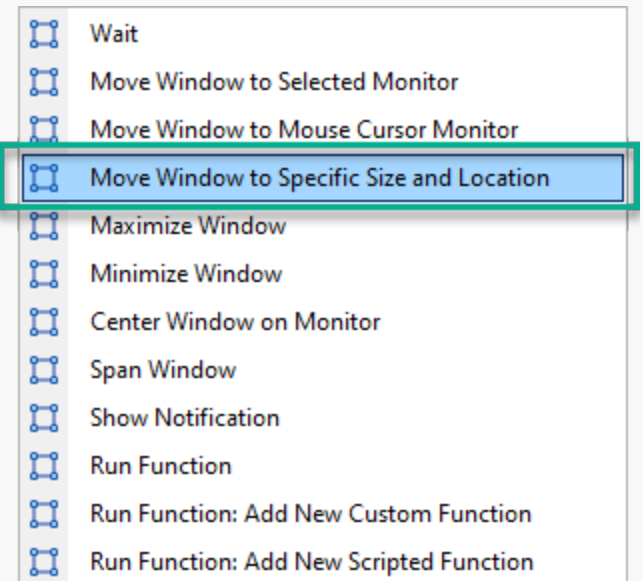 Wait
Move Window to Selected Monitor
Move Window to Mouse Cursor Monitor
Move Window to Specific Size and Location
Maximize Window
Minimize Window
Center Window on Monitor
Span Window
Show Notification
Run Function
Run Function: Add New Custom Function
Run Function: Add New Scripted Function